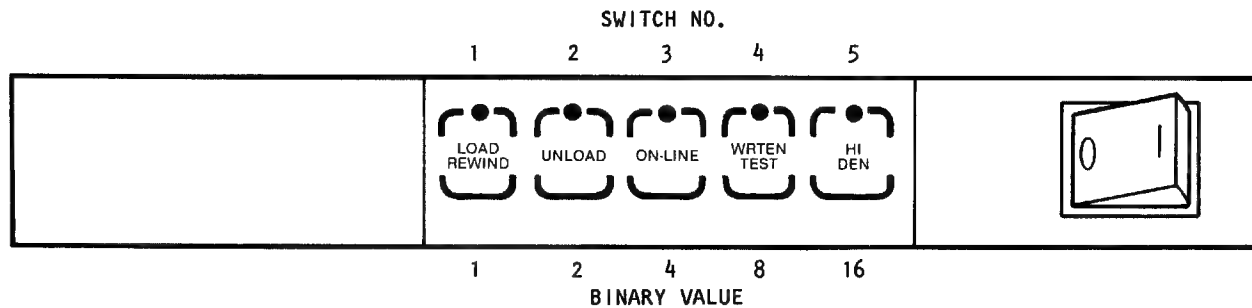 SWITCH NO.
1 2 3 4 5
LOAD REWIND
UNLOAD
ON-LINE
WRTEN TEST
HI DEN
1 2 4 8 16
BINARY VALUE